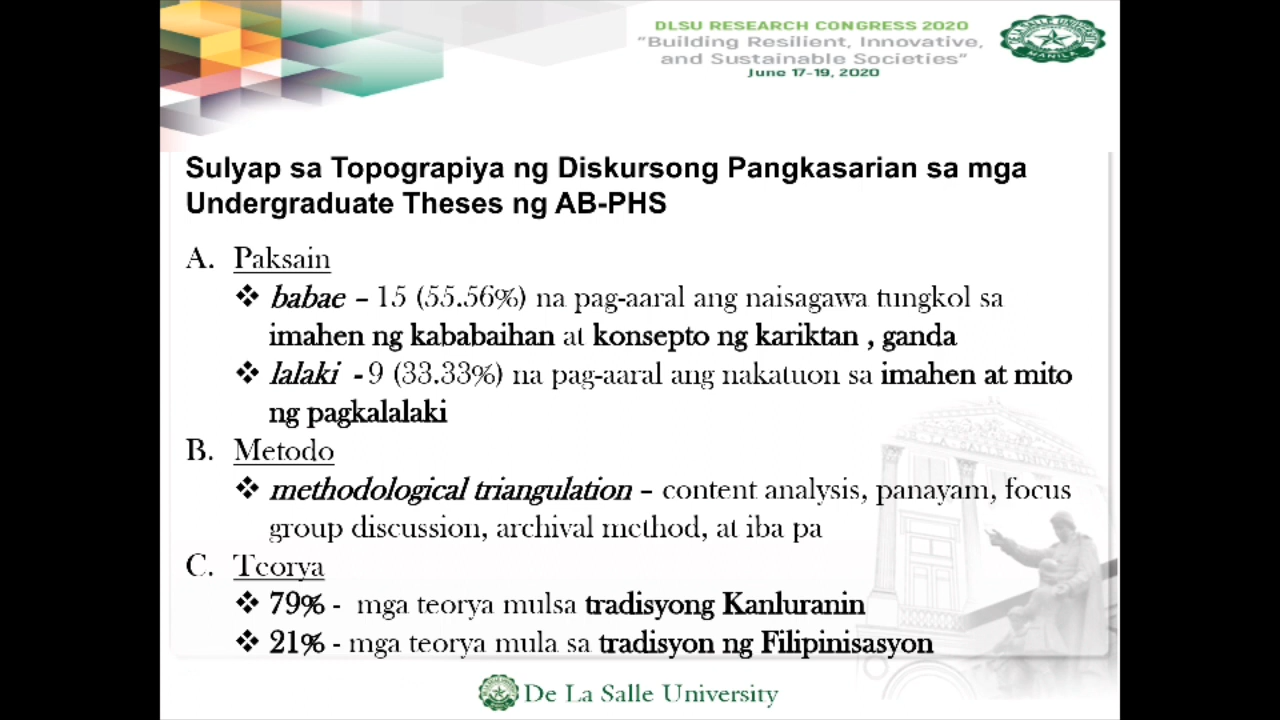 DLSU RESEARCH CONGRESS 2020
"Building Resilient, Innovative,
and Sustainable Societies"
June 17-19, 2020
DE LA SALLE UNIVERSITY
MANILA
Sulyap sa Topograpiya ng Diskursong Pangkasarian sa mga
Undergraduate Theses ng AB-PHS
A. Paksain
❖ babae – 15 (55.56%) na pag-aaral ang naisagawa tungkol sa
imahen ng kababaihan at konsepto ng kariktan , ganda
❖ lalaki - 9 (33.33%) na pag-aaral ang nakatuon sa imahen at mito
ng pagkalalaki
B. Metodo
❖ methodological triangulation – content analysis, panayam, focus
group discussion, archival method, at iba pa
C. Teorya
❖ 79% - mga teorya mulsa tradisyong Kanluranin
❖ 21% - mga teorya mula sa tradisyon ng Filipinisasyon
De La Salle University